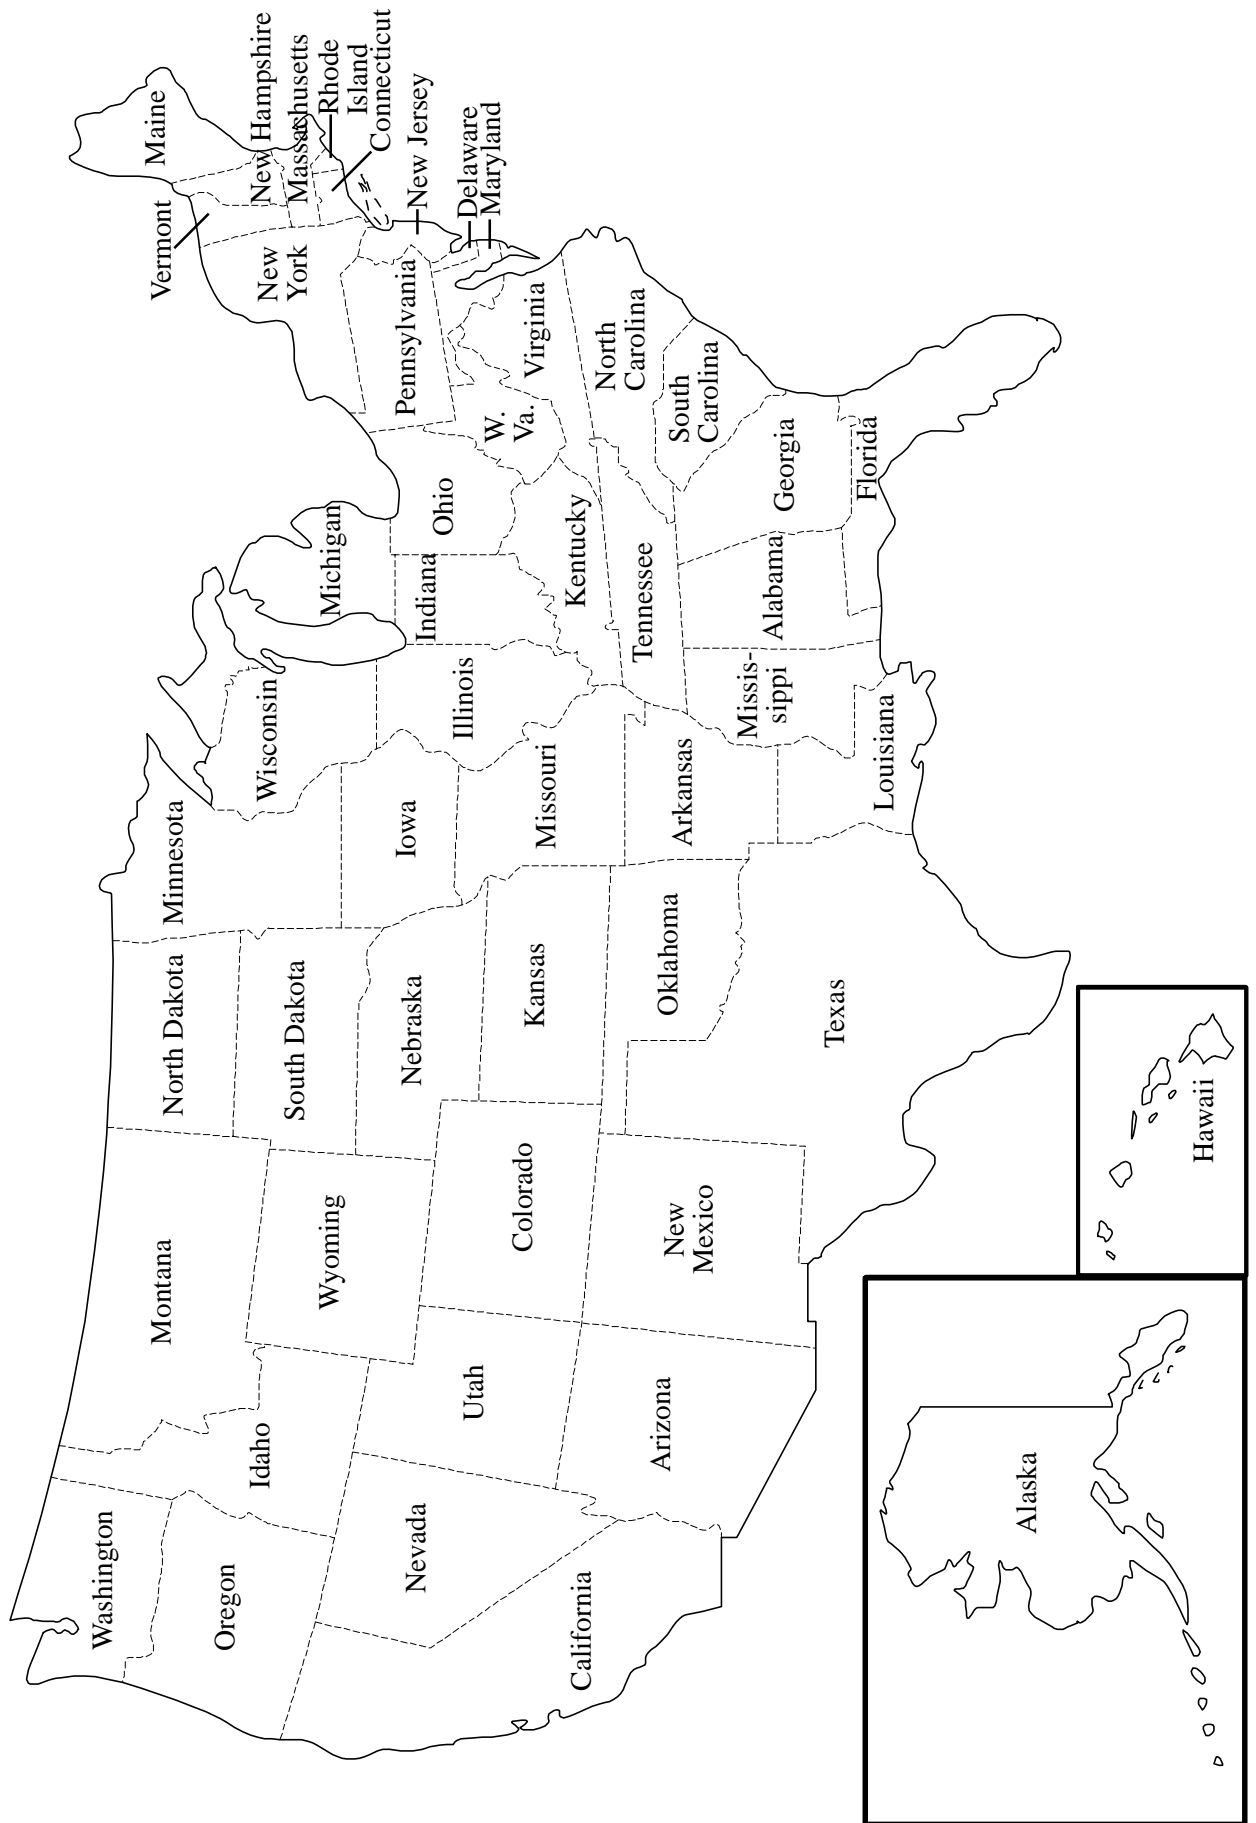 Washington
Oregon
California
Nevada
Idaho
Montana
Wyoming
Utah
Arizona
Colorado
New
Mexico
North Dakota
South Dakota
Nebraska
Kansas
Oklahoma
Texas
Minnesota
Iowa
Missouri
Arkansas
Louisiana
Wisconsin
Illinois
Michigan
Indiana
Ohio
Kentucky
Tennessee
Missis-
sippi
Alabama
Georgia
Florida
South
Carolina
North
Carolina
Virginia
W.
Va.
Pennsylvania
New
York
Vermont
Maine
New Hampshire
Massachusetts
Rhode
Island
Connecticut
New Jersey
Delaware
Maryland
Alaska
Hawaii